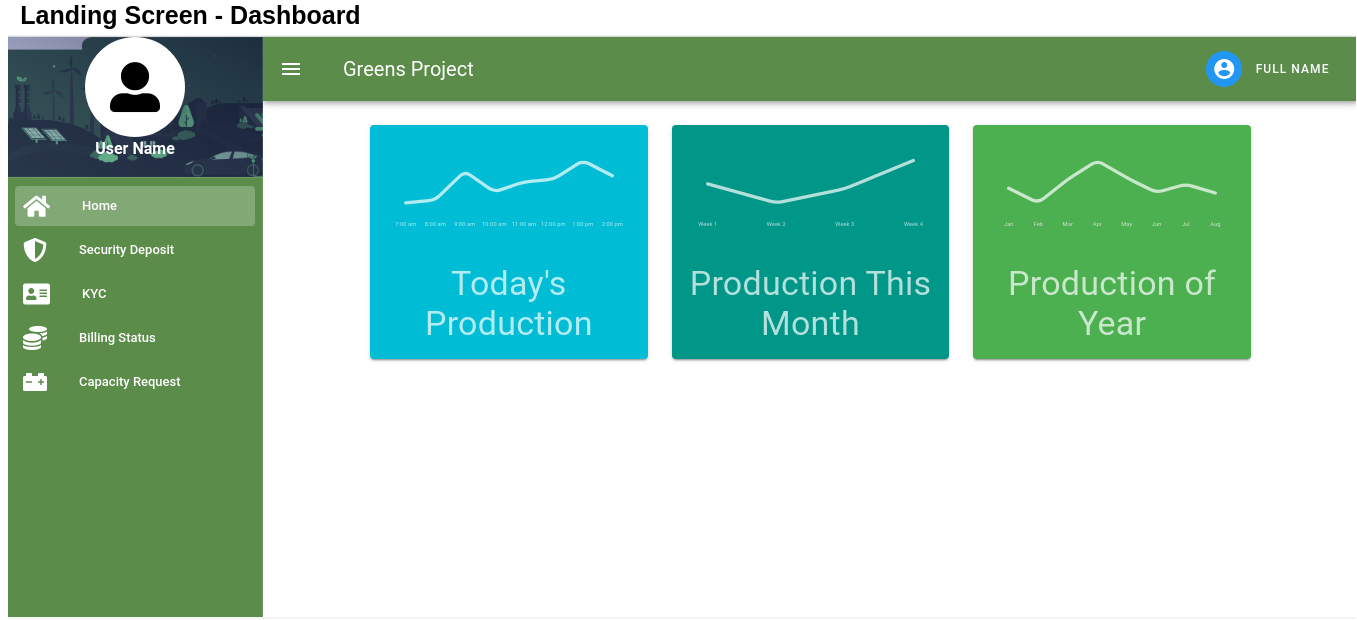 Landing Screen - Dashboard
Greens Project
FULL NAME
User Name
Home
Security Deposit
KYC
Billing Status
Capacity Request
7:00 am 8:00 am 9:00 am 10:00 am 11:00 am 12:00 pm 1:00 pm 2:00 pm
Today's
Production
Week 1 Week 2 Week 3 Week 4
Production This
Month
Jan Feb Mar Apr May Jun Jul Aug
Production of
Year